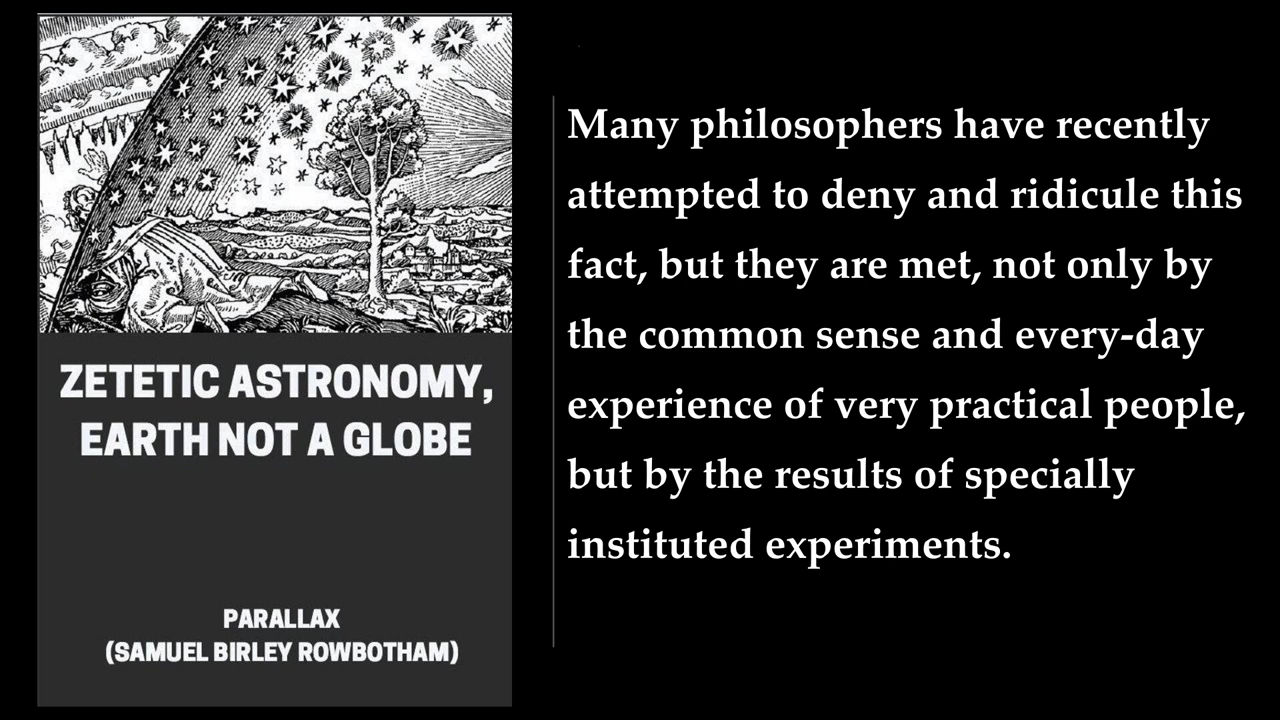 ZETETIC ASTRONOMY,
EARTH NOT A GLOBE
PARALLAX
(SAMUEL BIRLEY ROWBOTHAM)
Many philosophers have recently
attempted to deny and ridicule this
fact, but they are met, not only by
the common sense and every-day
experience of very practical people,
but by the results of specially
instituted experiments.